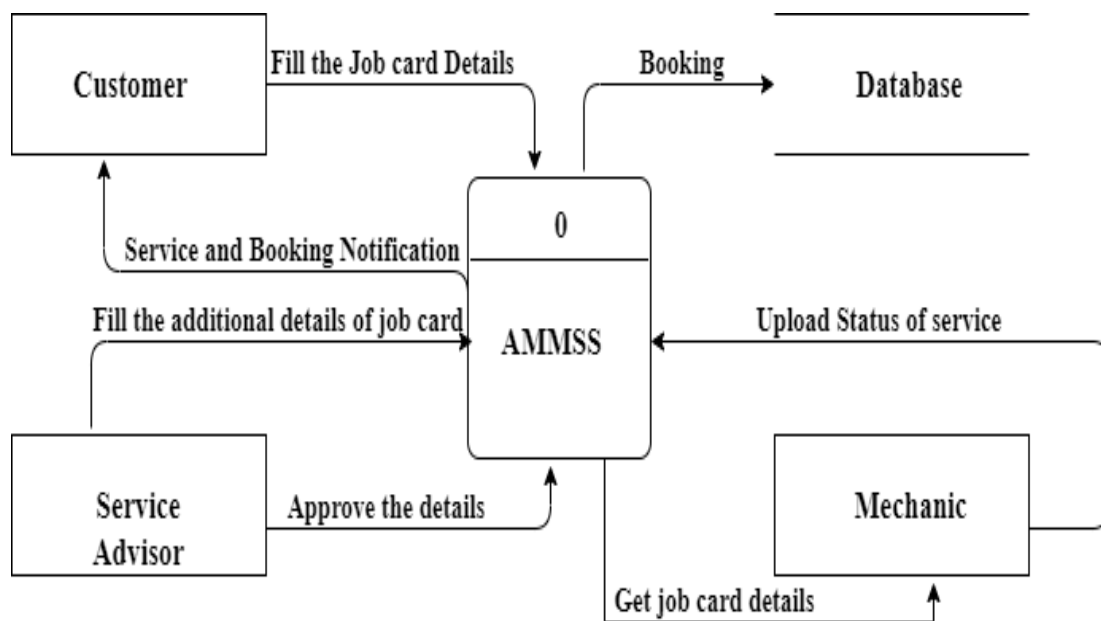 Customer
Fill the Job card Details
Booking
Database
0
Service and Booking Notification
Fill the additional details of job card
AMMSS
Upload Status of service
Service
Advisor
Approve the details
Mechanic
Get job card details